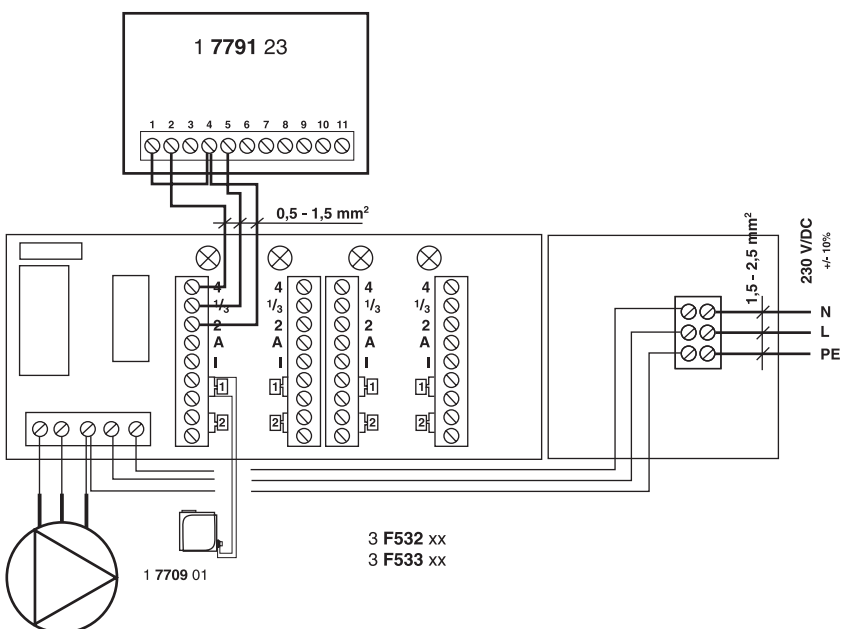 1 7791 23
1 2 3 4 5 6 7 8 9 10 11
0,5 - 1,5 mm²
1,5 - 2,5 mm²
230 V/DC
+/- 10%
4 4 4 4
1/3 1/3 1/3 1/3
2 2 2 2
A A A A
I I I I
1 1 1 1
2 2 2 2
N
L
PE
3 F532 xx
3 F533 xx
1 7709 01